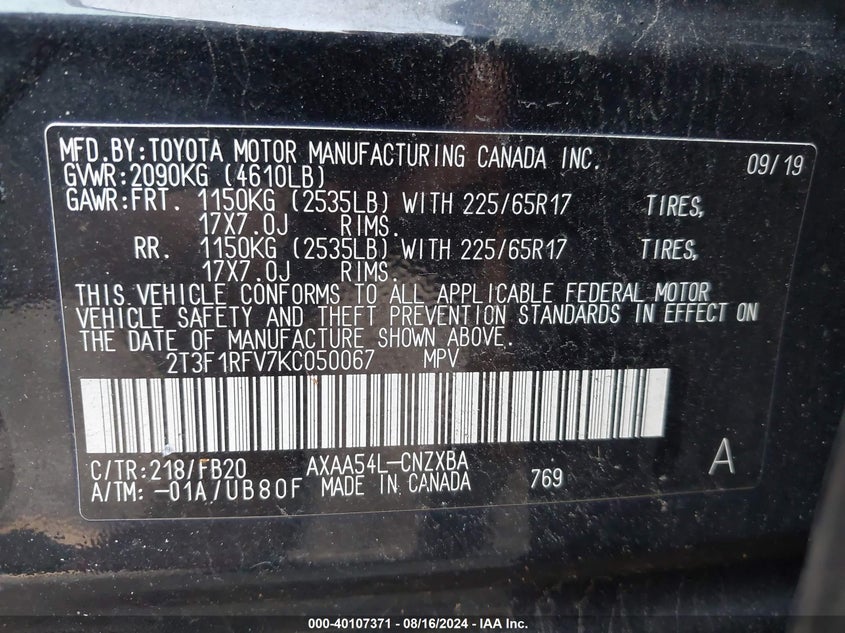 MFD.BY:TOYOTA MOTOR MANUFACTURING CANADA INC. 09/19
GVWR:2090KG (4610LB)
GAWR:FRT. 1150KG (2535LB) WITH 225/65R17 TIRES,
17X7.0J RIMS.
RR. 1150KG (2535LB) WITH 225/65R17 TIRES,
17X7.0J RIMS.
THIS VEHICLE CONFORMS TO ALL APPLICABLE FEDERAL MOTOR
VEHICLE SAFETY AND THEFT PREVENTION STANDARDS IN EFFECT ON
THE DATE OF MANUFACTURE SHOWN ABOVE.
2T3F1RFV7KC050067 MPV
C/TR:218/FB20 AXAA54L-CNZXBA A
A/TM: -01A/UB80F MADE IN CANADA 769
000-40107371 - 08/16/2024 - IAA Inc.